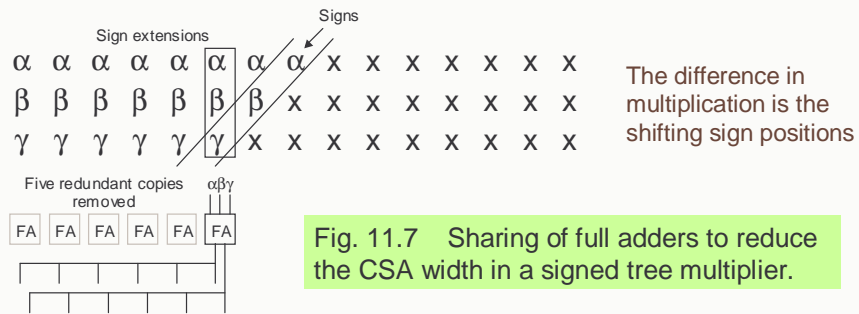 Signs
Sign extensions
α α α α α α α α x x x x x x x
β β β β β β β x x x x x x x x
γ γ γ γ γ γ x x x x x x x x x
The difference in
multiplication is the
shifting sign positions
Five redundant copies
removed
αβγ
FA FA FA FA FA FA
Fig. 11.7 Sharing of full adders to reduce
the CSA width in a signed tree multiplier.